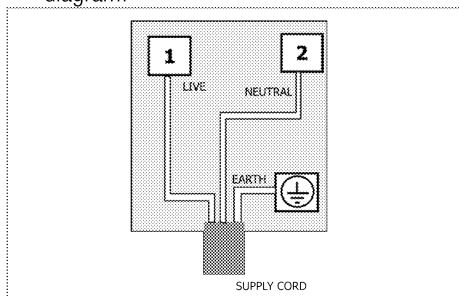 diagram.
1
2
LIVE
NEUTRAL
EARTH
SUPPLY CORD